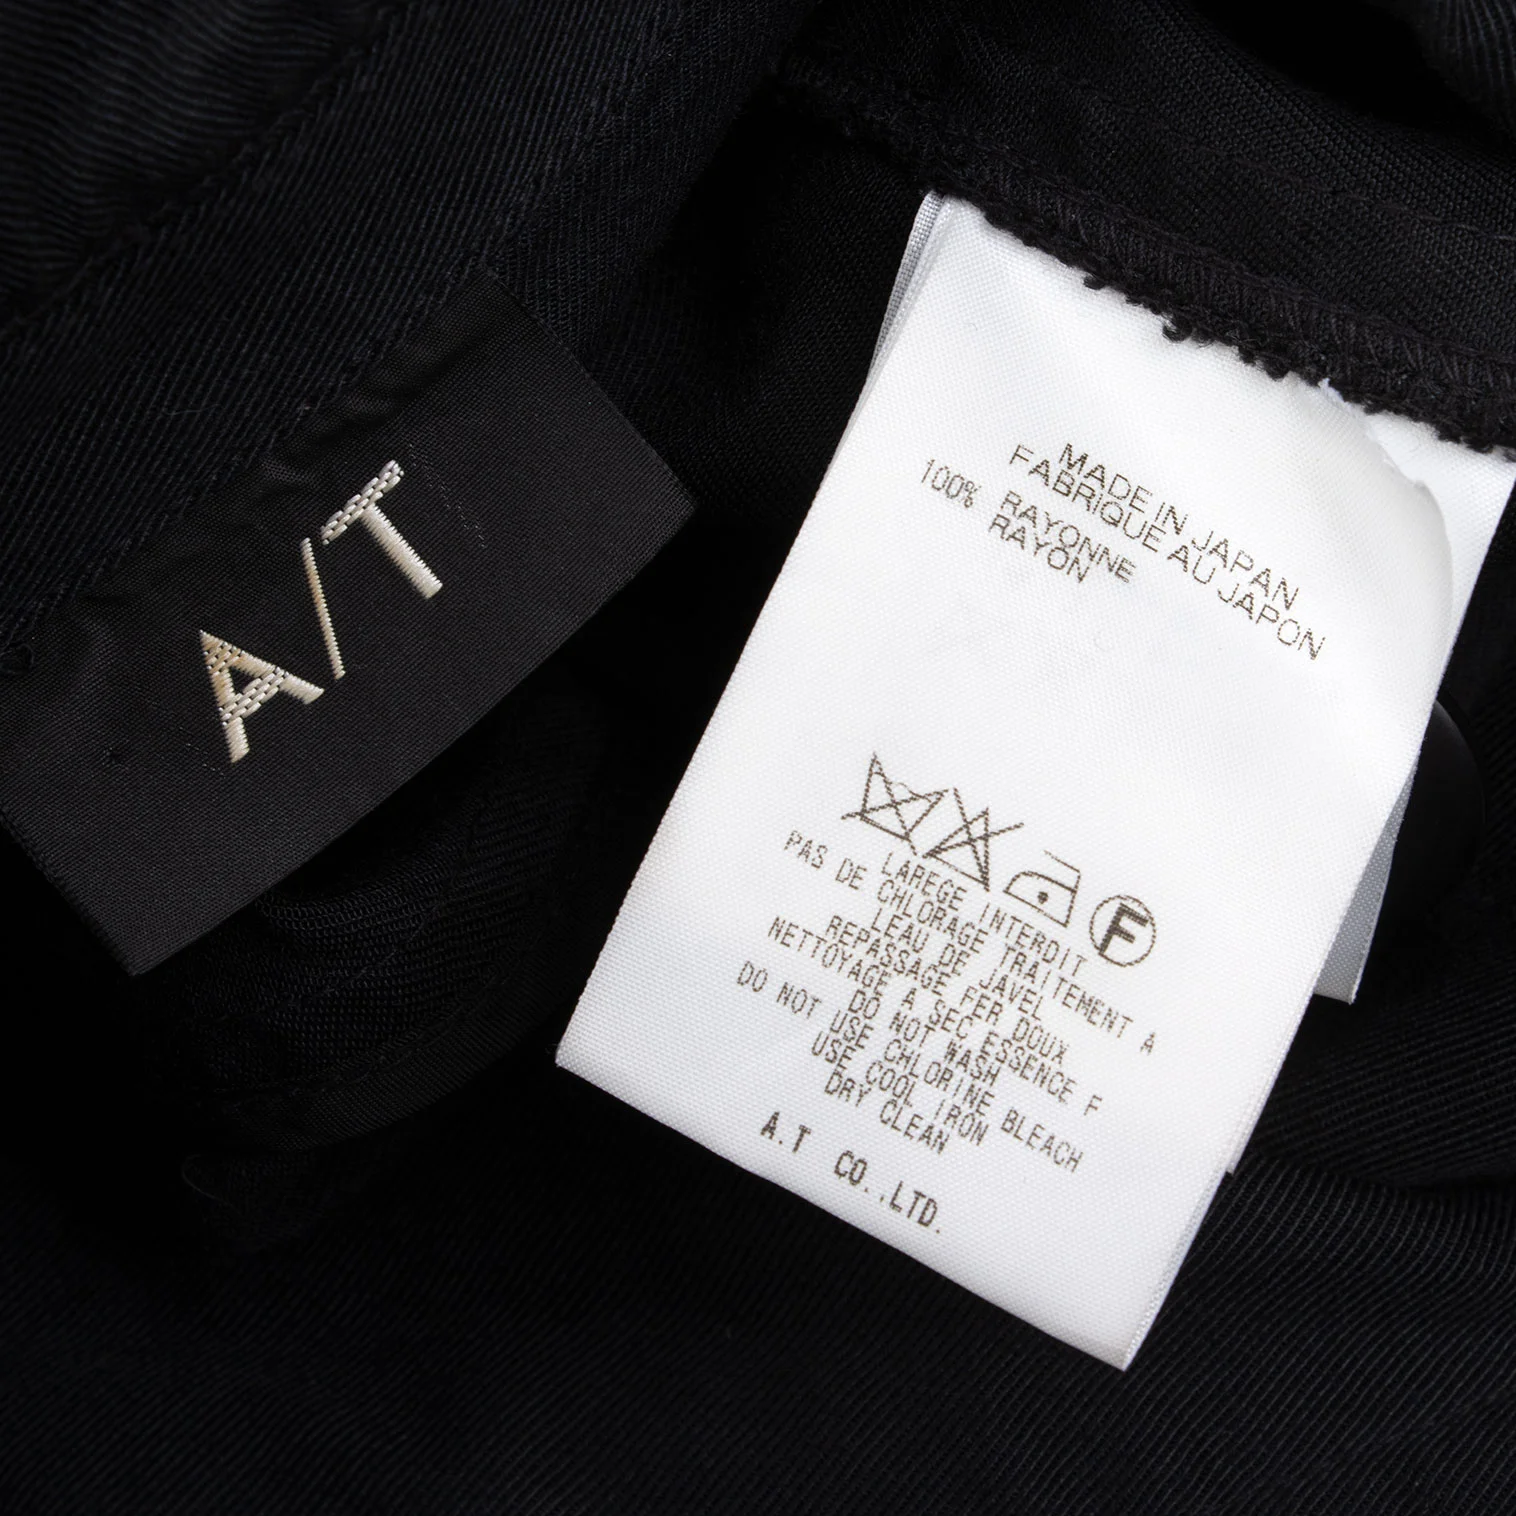 A/T
MADE IN JAPAN
FABRIQUE AU JAPON
100% RAYONNE
RAYON
F
LAREGE INTERDIT
PAS DE CHLORAGE TRAITEMENT A
LEAU DE JAVEL
REPASSAGE FER DOUX
NETTOYAGE A SEC ESSENCE F
DO NOT WASH
DO NOT USE CHLORINE BLEACH
USE COOL IRON
DRY CLEAN
A.T CO.,LTD.